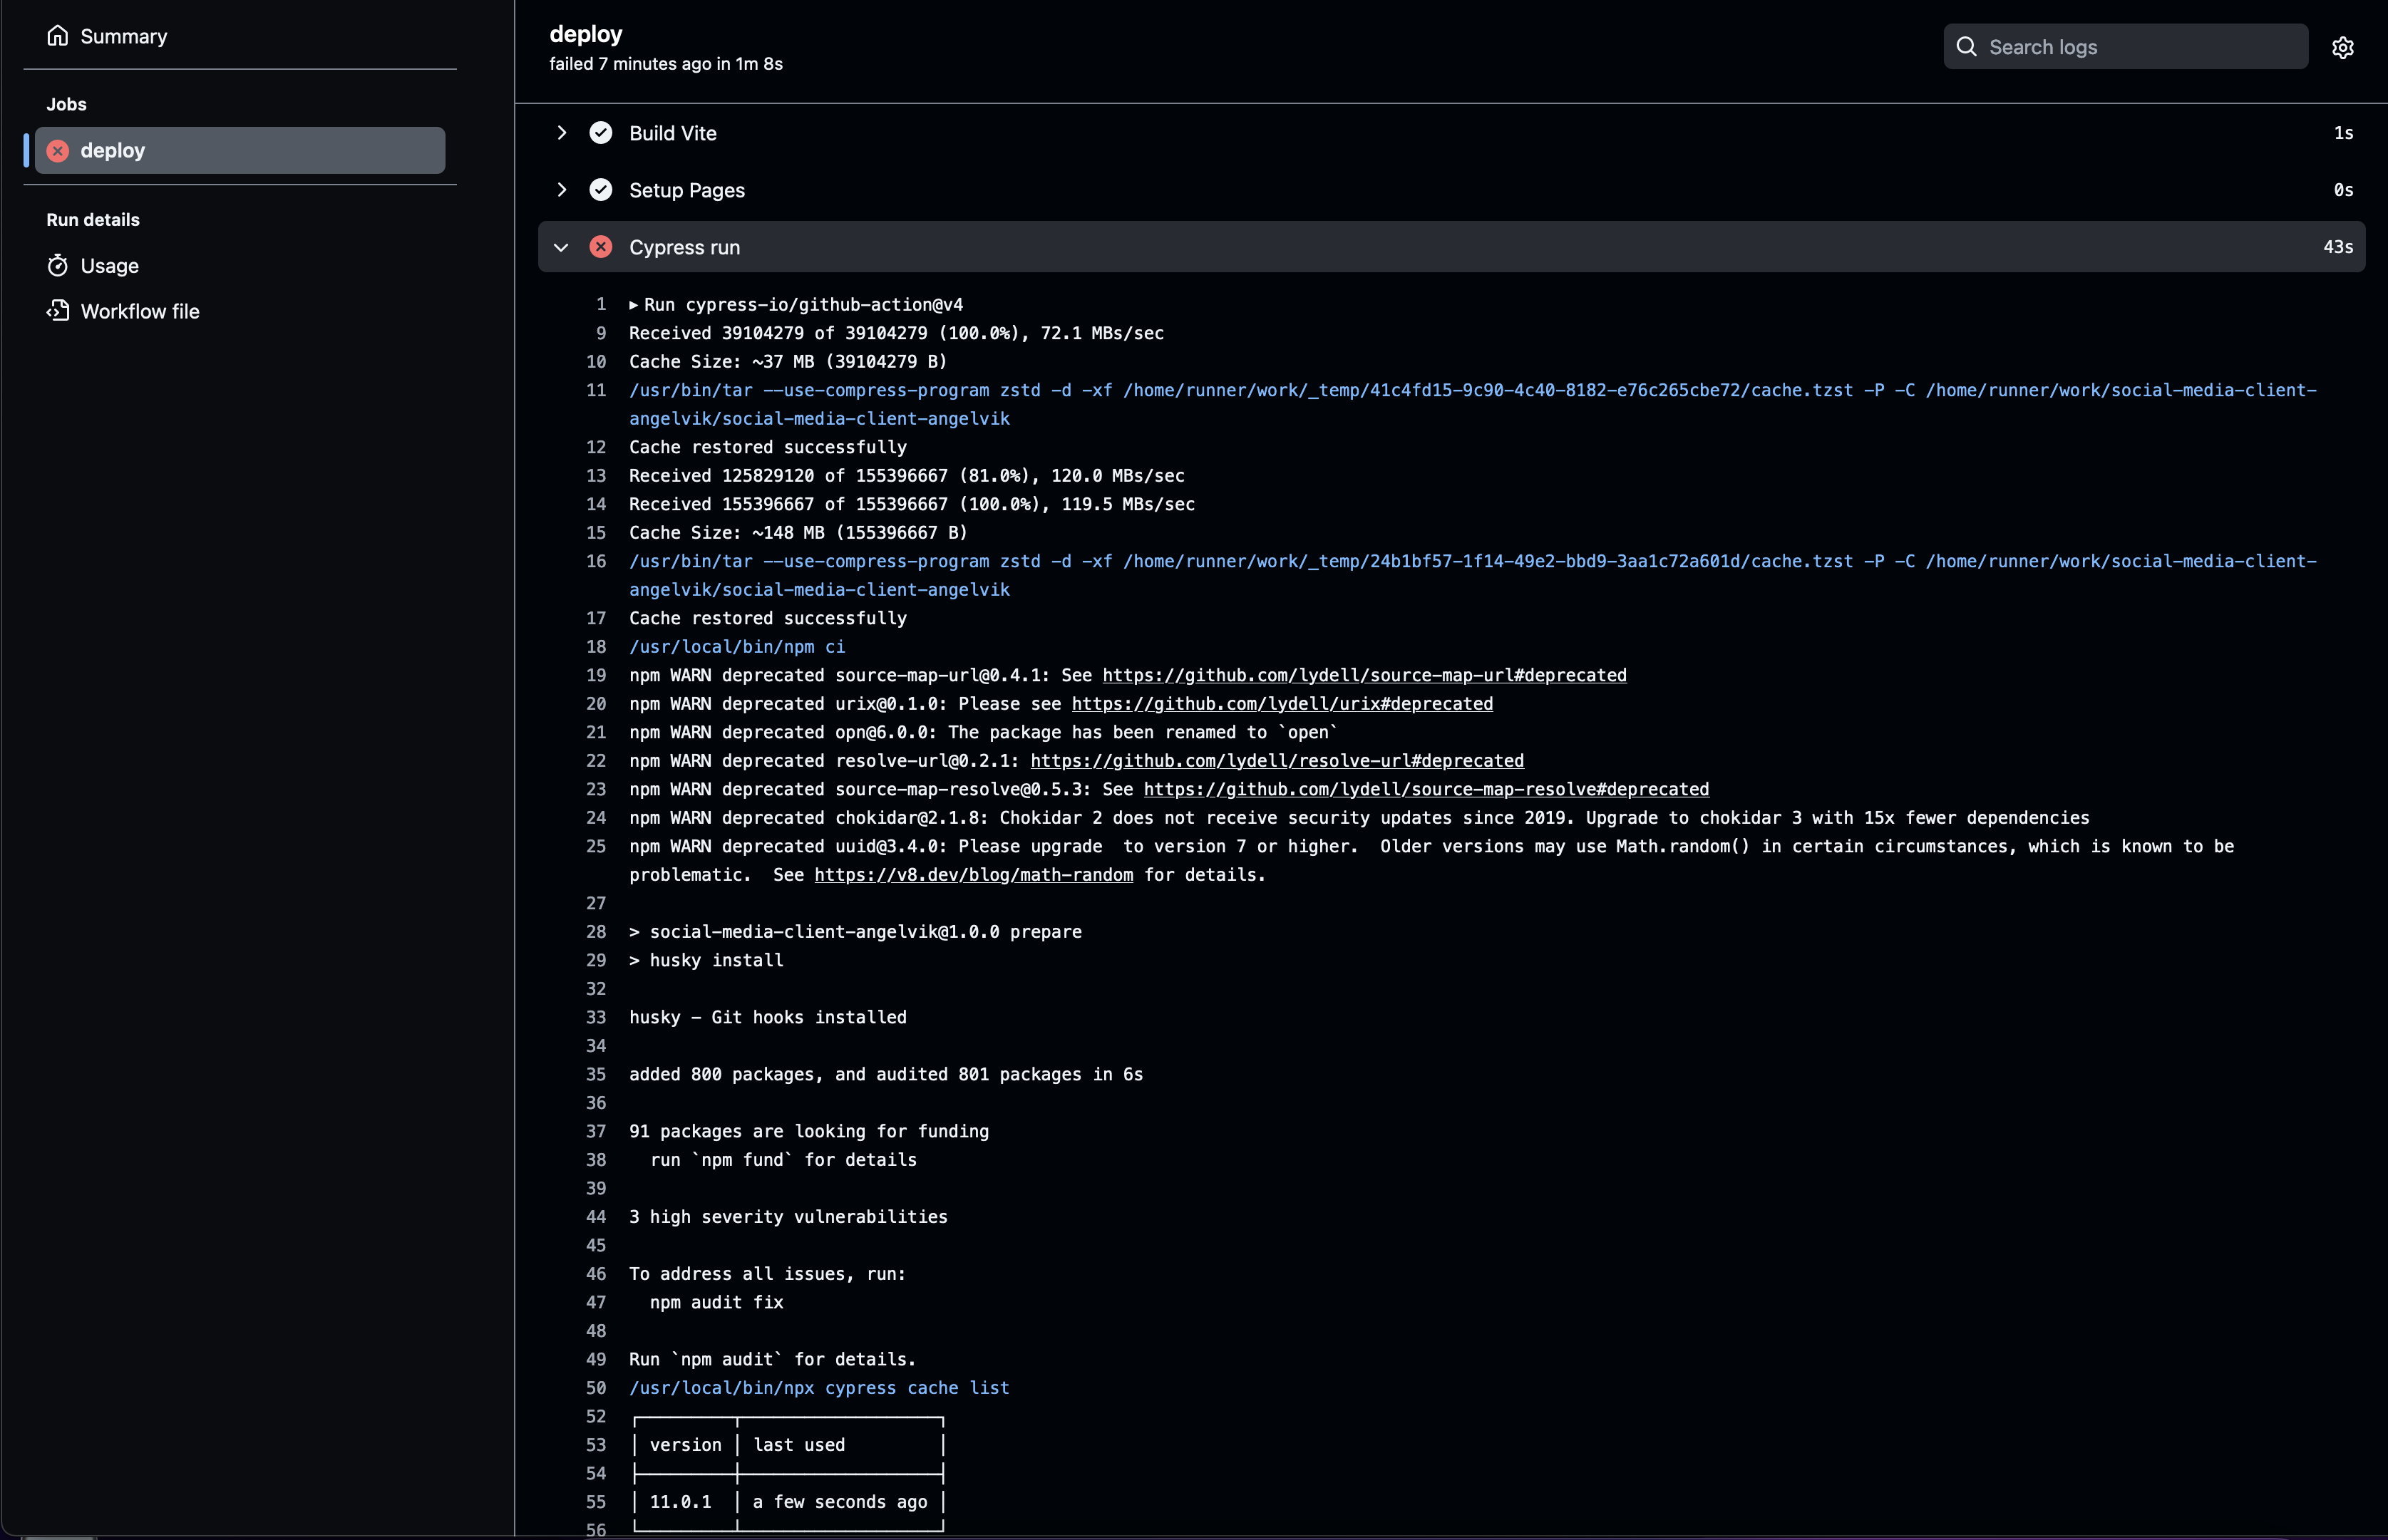 Summary
Jobs
deploy
Run details
Usage
Workflow file
deploy
failed 7 minutes ago in 1m 8s
Search logs
Build Vite 1s
Setup Pages 0s
Cypress run 43s
1 Run cypress-io/github-action@v4
9 Received 39104279 of 39104279 (100.0%), 72.1 MBs/sec
10 Cache Size: ~37 MB (39104279 B)
11 /usr/bin/tar --use-compress-program zstd -d -xf /home/runner/work/_temp/41c4fd15-9c90-4c40-8182-e76c265cbe72/cache.tzst -P -C /home/runner/work/social-media-client-
angelvik/social-media-client-angelvik
12 Cache restored successfully
13 Received 125829120 of 155396667 (81.0%), 120.0 MBs/sec
14 Received 155396667 of 155396667 (100.0%), 119.5 MBs/sec
15 Cache Size: ~148 MB (155396667 B)
16 /usr/bin/tar --use-compress-program zstd -d -xf /home/runner/work/_temp/24b1bf57-1f14-49e2-bbd9-3aa1c72a601d/cache.tzst -P -C /home/runner/work/social-media-client-
angelvik/social-media-client-angelvik
17 Cache restored successfully
18 /usr/local/bin/npm ci
19 npm WARN deprecated source-map-url@0.4.1: See https://github.com/lydell/source-map-url#deprecated
20 npm WARN deprecated urix@0.1.0: Please see https://github.com/lydell/urix#deprecated
21 npm WARN deprecated opn@6.0.0: The package has been renamed to `open`
22 npm WARN deprecated resolve-url@0.2.1: https://github.com/lydell/resolve-url#deprecated
23 npm WARN deprecated source-map-resolve@0.5.3: See https://github.com/lydell/source-map-resolve#deprecated
24 npm WARN deprecated chokidar@2.1.8: Chokidar 2 does not receive security updates since 2019. Upgrade to chokidar 3 with 15x fewer dependencies
25 npm WARN deprecated uuid@3.4.0: Please upgrade  to version 7 or higher.  Older versions may use Math.random() in certain circumstances, which is known to be
problematic.  See https://v8.dev/blog/math-random for details.
27
28 > social-media-client-angelvik@1.0.0 prepare
29 > husky install
32
33 husky - Git hooks installed
34
35 added 800 packages, and audited 801 packages in 6s
36
37 91 packages are looking for funding
38   run `npm fund` for details
39
44 3 high severity vulnerabilities
45
46 To address all issues, run:
47   npm audit fix
48
49 Run `npm audit` for details.
50 /usr/local/bin/npx cypress cache list
52
53 version last used
54
55 11.0.1 a few seconds ago
56